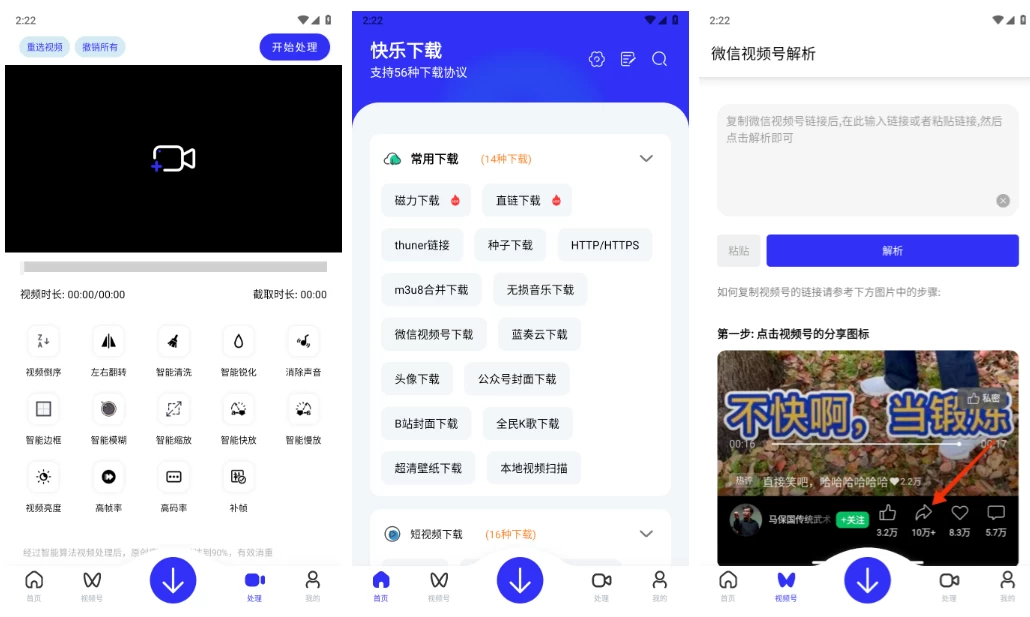 2:22
重选视频
撤销所有
开始处理
视频时长: 00:00/00:00
截取时长: 00:00
视频倒序
左右翻转
智能清洗
智能锐化
消除声音
智能边框
智能模糊
智能缩放
智能快放
智能慢放
视频亮度
高帧率
高码率
补帧
经过智能算法视频处理后，原创
到90%，有效消重
首页
视频号
处理
我的
2:22
快乐下载
支持56种下载协议
常用下载
(14种下载)
磁力下载
直链下载
thuner链接
种子下载
HTTP/HTTPS
m3u8合并下载
无损音乐下载
微信视频号下载
蓝奏云下载
头像下载
公众号封面下载
B站封面下载
全民K歌下载
超清壁纸下载
本地视频扫描
短视频下载
(16种下载)
首页
视频号
处理
我的
2:22
微信视频号解析
复制微信视频号链接后,在此输入链接或者粘贴链接,然后
点击解析即可
粘贴
解析
如何复制视频号的链接请参考下方图片中的步骤:
第一步: 点击视频号的分享图标
私密
不快啊，当锻炼
00:16
00:17
热评
直接笑吧，哈哈哈哈哈哈
2.2万
马保国传统武术
+关注
3.2万
10万+
8.3万
5.7万
首页
视频号
处理
我的